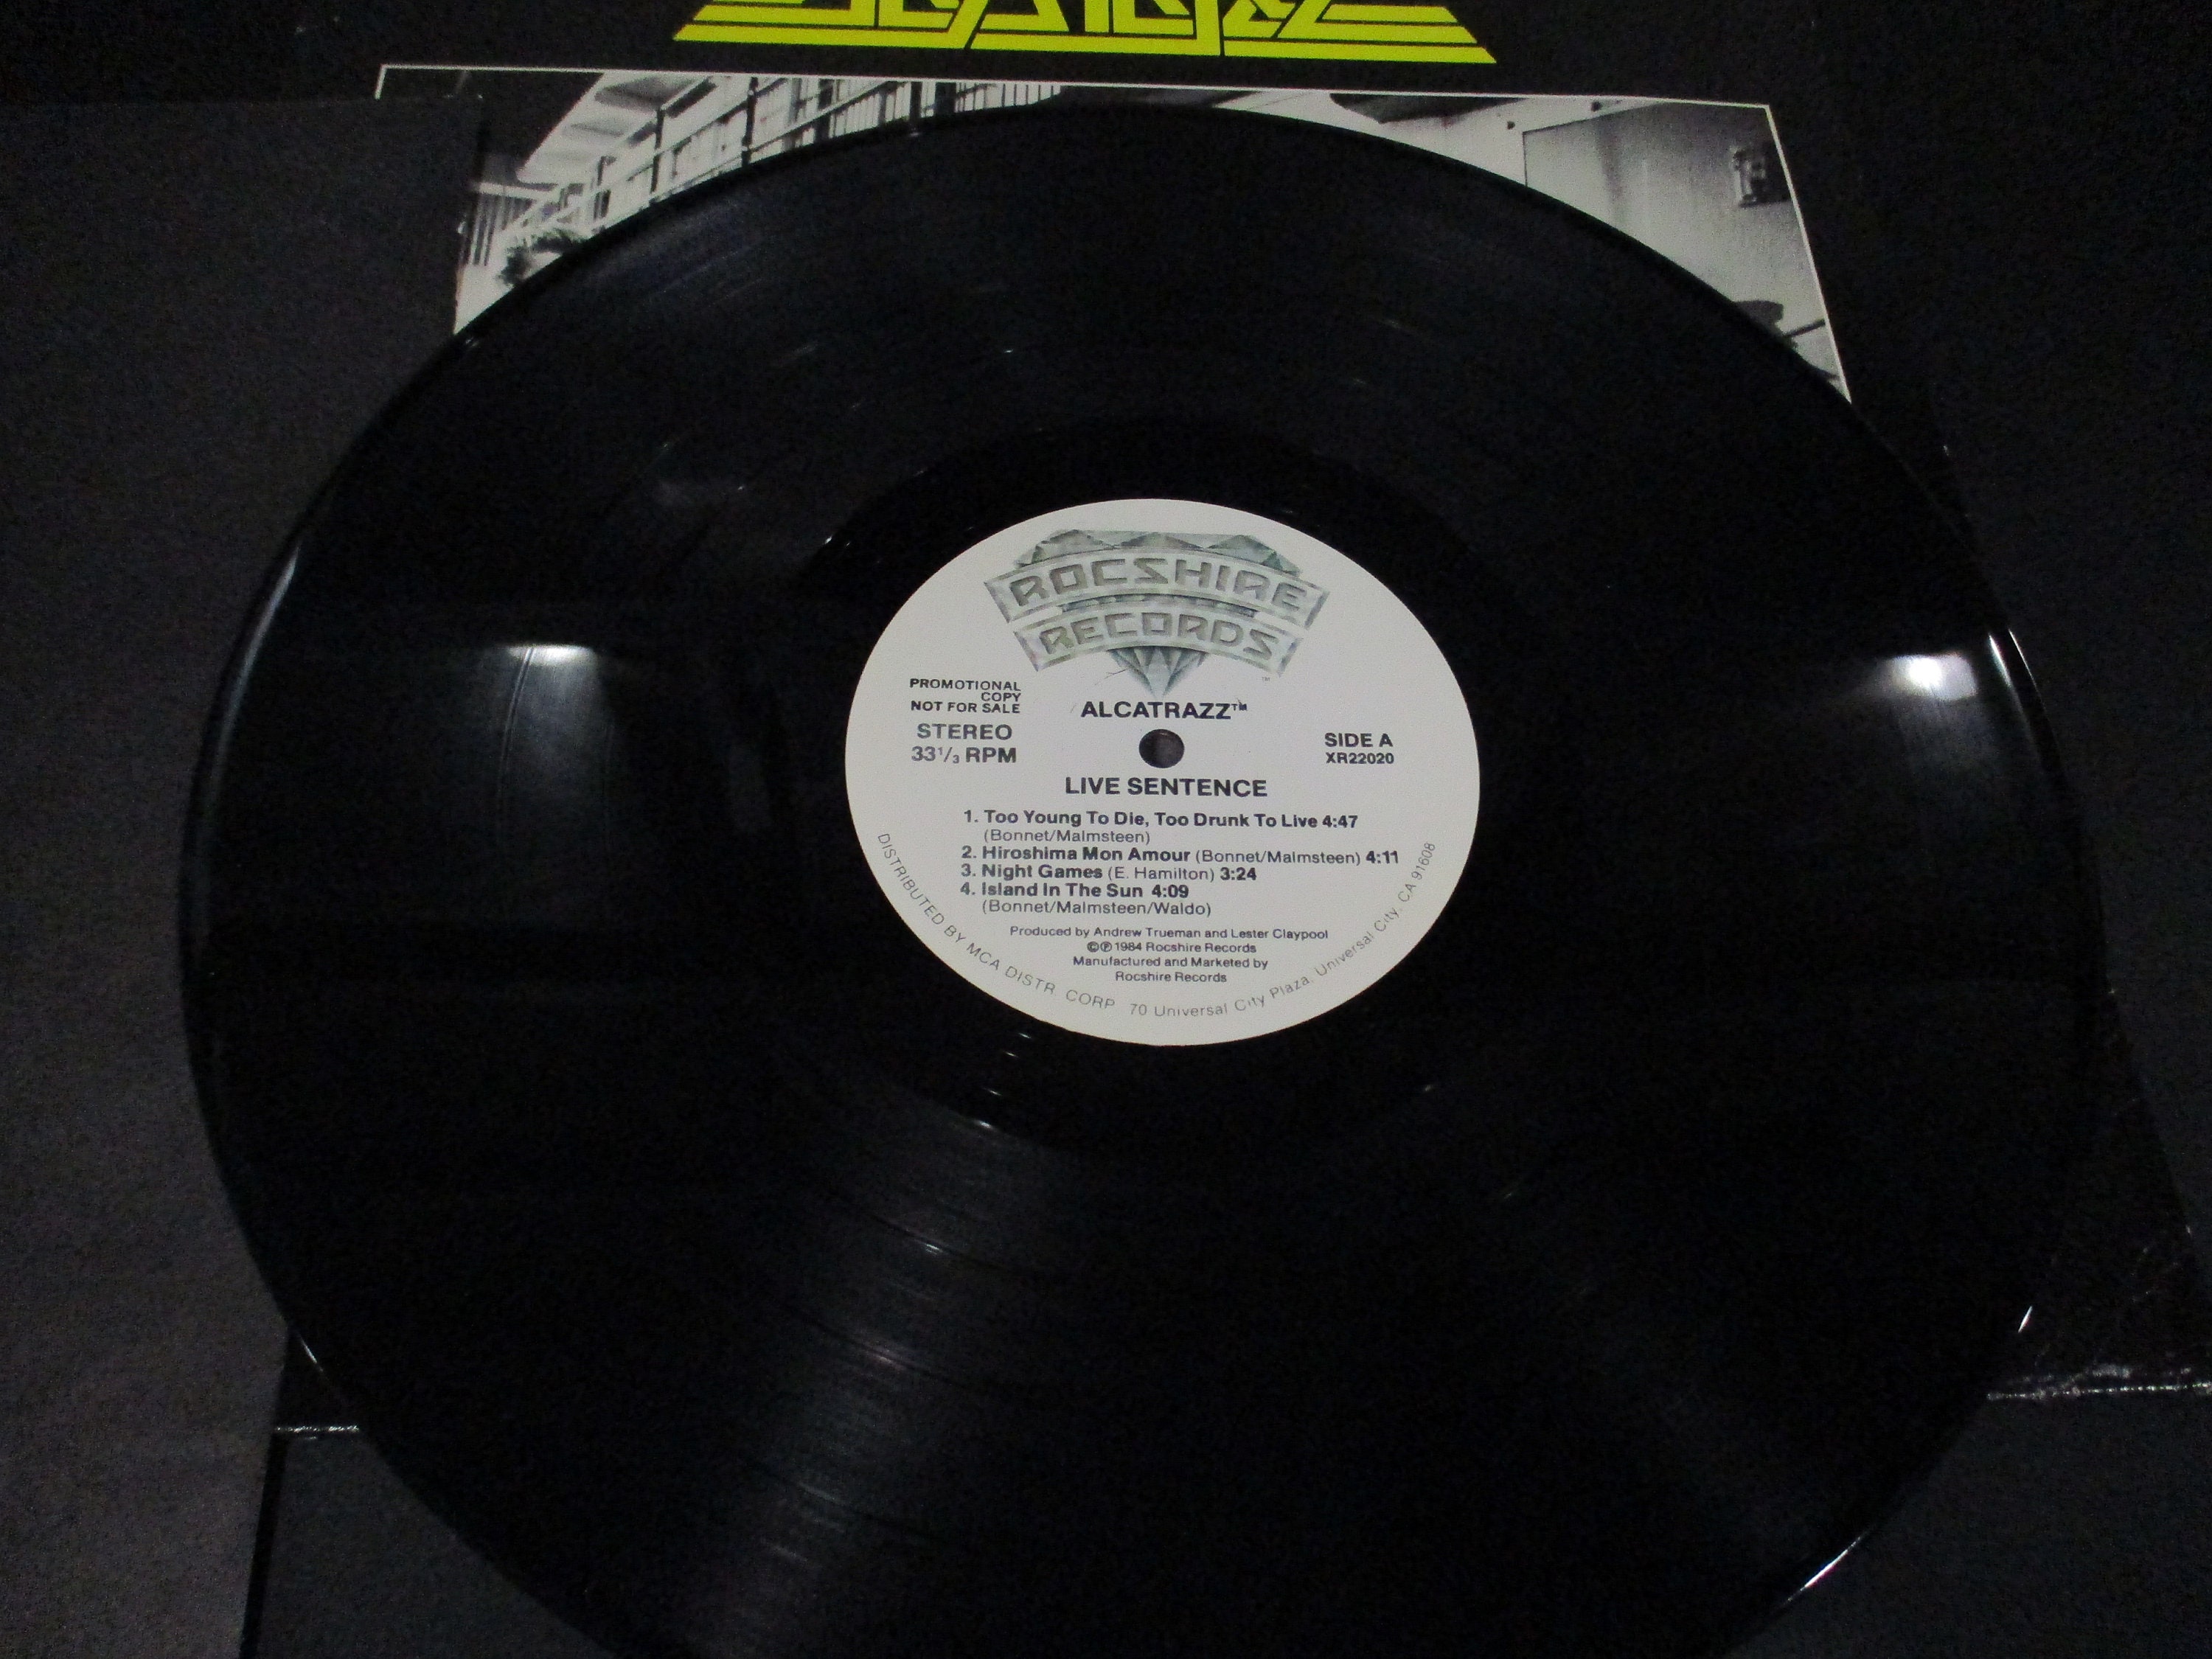 ROCSHIRE
RECORDS
™
PROMOTIONAL
COPY
NOT FOR SALE
ALCATRAZZ™
STEREO
33⅓ RPM
SIDE A
XR22020
LIVE SENTENCE
1. Too Young To Die, Too Drunk To Live 4:47
(Bonnet/Malmsteen)
2. Hiroshima Mon Amour (Bonnet/Malmsteen) 4:11
3. Night Games (E. Hamilton) 3:24
4. Island In The Sun 4:09
(Bonnet/Malmsteen/Waldo)
Produced by Andrew Trueman and Lester Claypool
©℗ 1984 Rocshire Records
Manufactured and Marketed by
Rocshire Records
DISTRIBUTED BY MCA DISTR. CORP. 70 Universal City Plaza, Universal City, CA 91608